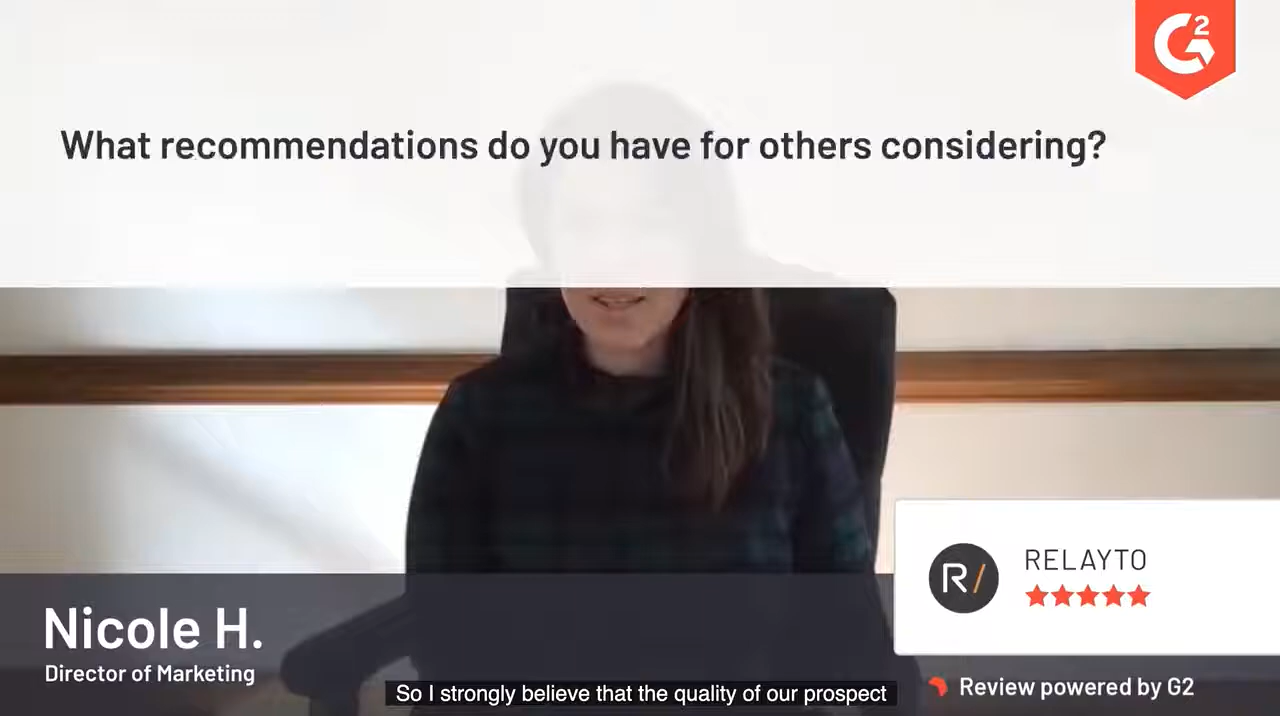 G2
What recommendations do you have for others considering?
R/
RELAYTO
Nicole H.
Director of Marketing
So I strongly believe that the quality of our prospect
Review powered by G2